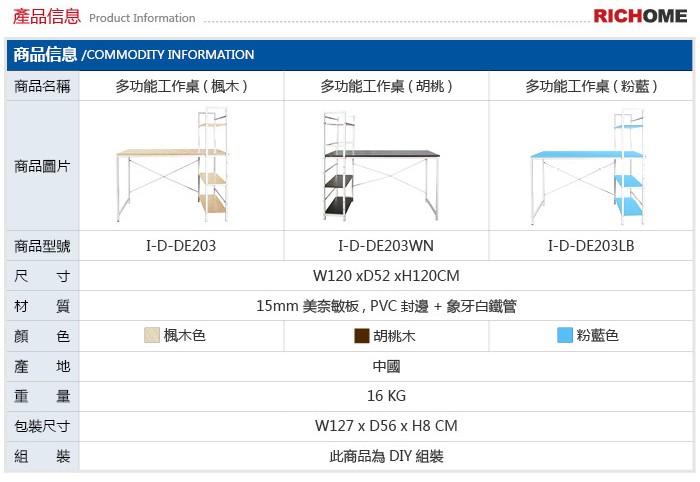 產品信息 Product Information RICHOME
商品信息 /COMMODITY INFORMATION
商品名稱 多功能工作桌 ( 楓木 ) 多功能工作桌 ( 胡桃 ) 多功能工作桌 ( 粉藍 )
商品圖片
商品型號 I-D-DE203 I-D-DE203WN I-D-DE203LB
尺 寸 W120 xD52 xH120CM
材 質 15mm 美奈敏板 , PVC 封邊 + 象牙白鐵管
顏 色 楓木色 胡桃木 粉藍色
產 地 中國
重 量 16 KG
包裝尺寸 W127 x D56 x H8 CM
組 裝 此商品為 DIY 組裝